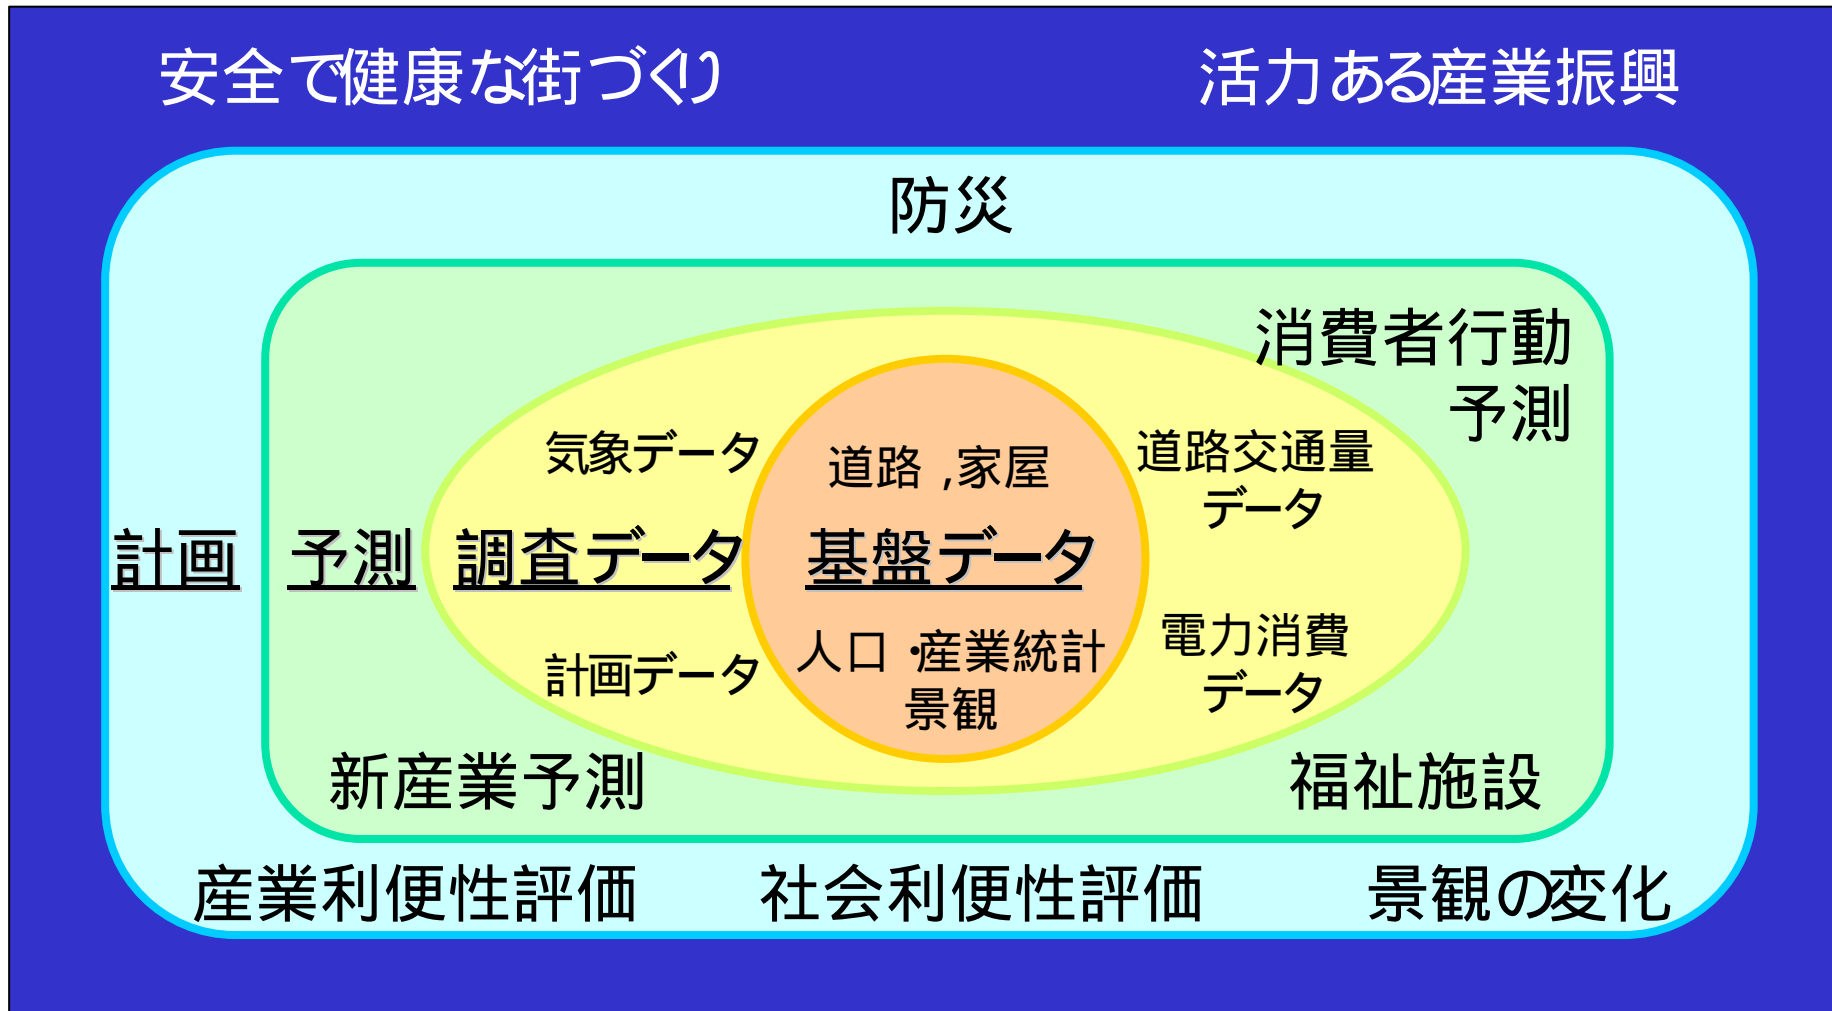 安全で健康な街づくり
活力ある産業振興
防災
消費者行動
予測
気象データ
道路,家屋
道路交通量
データ
計画
予測
調査データ
基盤データ
計画データ
人口・産業統計
景観
電力消費
データ
新産業予測
福祉施設
産業利便性評価
社会利便性評価
景観の変化